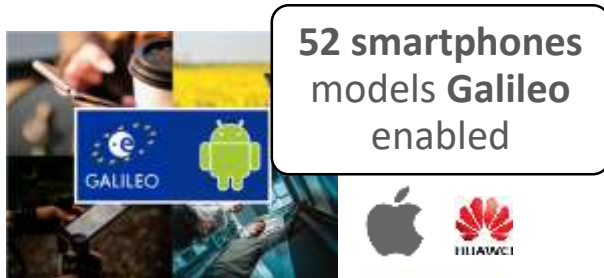 52 smartphones
models Galileo
enabled
GALILEO
HUAWEI